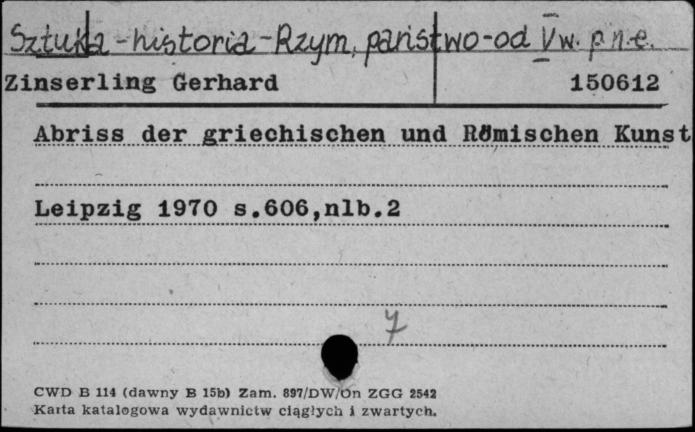 Sztuka-historia-Rzym, państwo-od V w. p.n.e.
Zinserling Gerhard 150612
Abriss der griechischen und Römischen Kunst
Leipzig 1970 s.606,nlb.2
7
CWD B 114 (dawny B 15b) Zam. 897/DW/On ZGG 2542
Karta katalogowa wydawnictw ciągłych i zwartych.